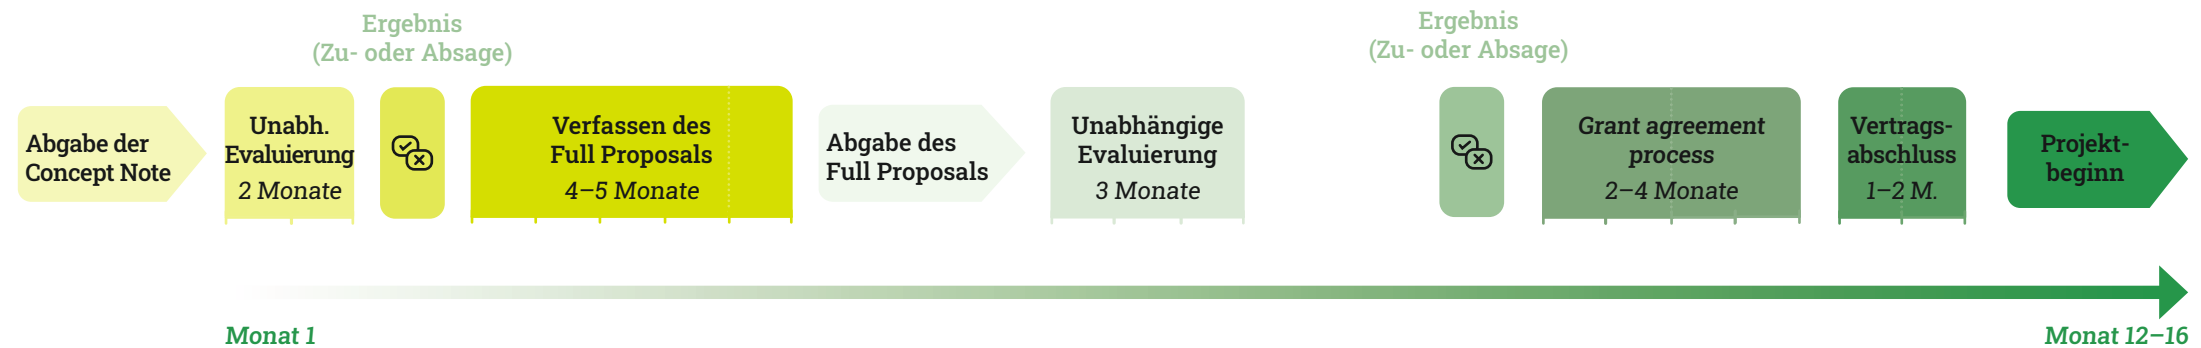 Ergebnis
(Zu- oder Absage)
Ergebnis
(Zu- oder Absage)
Abgabe der
Concept Note
Unabh.
Evaluierung
2 Monate
Verfassen des
Full Proposals
4–5 Monate
Abgabe des
Full Proposals
Unabhängige
Evaluierung
3 Monate
Grant agreement
process
2–4 Monate
Vertrags-
abschluss
1–2 M.
Projekt-
beginn
Monat 1
Monat 12–16